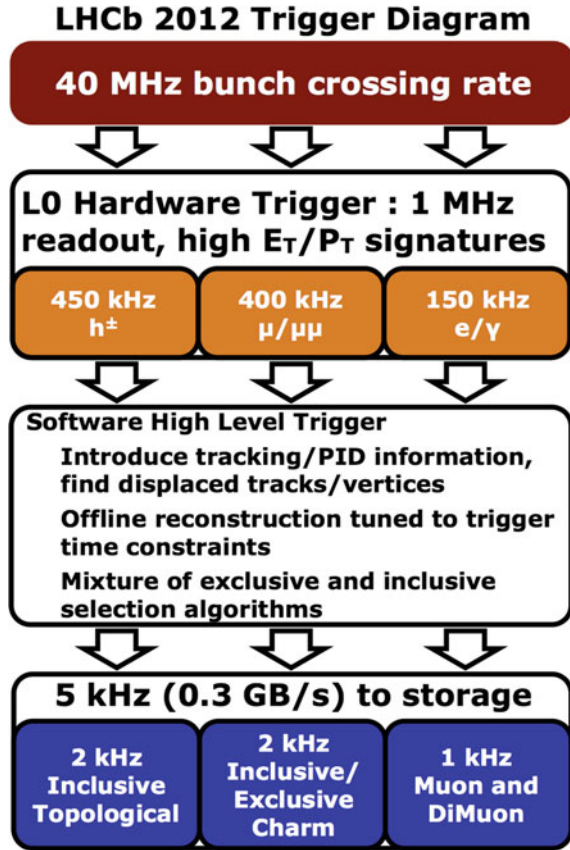 LHCb 2012 Trigger Diagram
40 MHz bunch crossing rate
L0 Hardware Trigger : 1 MHz
readout, high E_T/P_T signatures
450 kHz
h±
400 kHz
μ/μμ
150 kHz
e/γ
Software High Level Trigger
Introduce tracking/PID information,
find displaced tracks/vertices
Offline reconstruction tuned to trigger
time constraints
Mixture of exclusive and inclusive
selection algorithms
5 kHz (0.3 GB/s) to storage
2 kHz
Inclusive
Topological
2 kHz
Inclusive/
Exclusive
Charm
1 kHz
Muon and
DiMuon